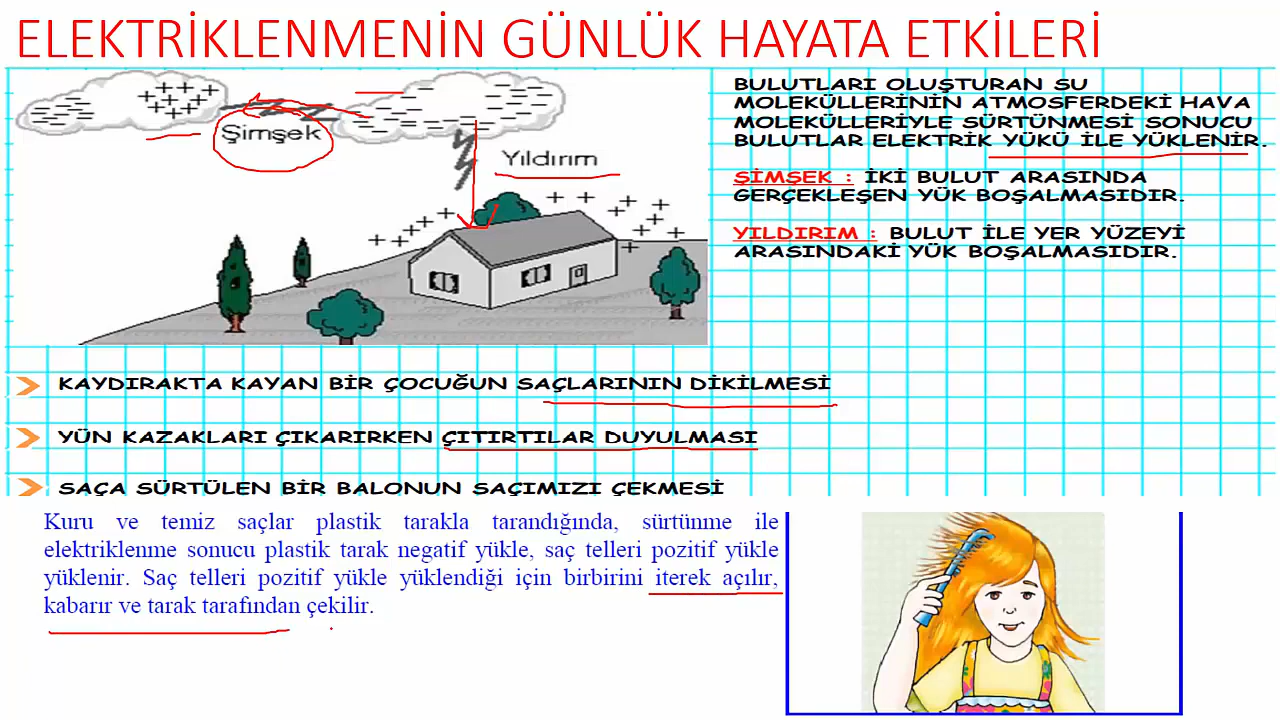 ELEKTRİKLENMENİN GÜNLÜK HAYATA ETKİLERİ
Şimşek
Yıldırım
BULUTLARI OLUŞTURAN SU
MOLEKÜLLERİNİN ATMOSFERDEKİ HAVA
MOLEKÜLLERİYLE SÜRTÜNMESİ SONUCU
BULUTLAR ELEKTRİK YÜKÜ İLE YÜKLENİR.
ŞİMŞEK : İKİ BULUT ARASINDA
GERÇEKLEŞEN YÜK BOŞALMASIDIR.
YILDIRIM : BULUT İLE YER YÜZEYİ
ARASINDAKİ YÜK BOŞALMASIDIR.
KAYDIRAKTA KAYAN BİR ÇOCUĞUN SAÇLARININ DİKİLMESİ
YÜN KAZAKLARI ÇIKARIRKEN ÇITIRTILAR DUYULMASI
SAÇA SÜRTÜLEN BİR BALONUN SAÇIMIZI ÇEKMESİ
Kuru ve temiz saçlar plastik tarakla tarandığında, sürtünme ile
elektriklenme sonucu plastik tarak negatif yükle, saç telleri pozitif yükle
yüklenir. Saç telleri pozitif yükle yüklendiği için birbirini iterek açılır,
kabarır ve tarak tarafından çekilir.